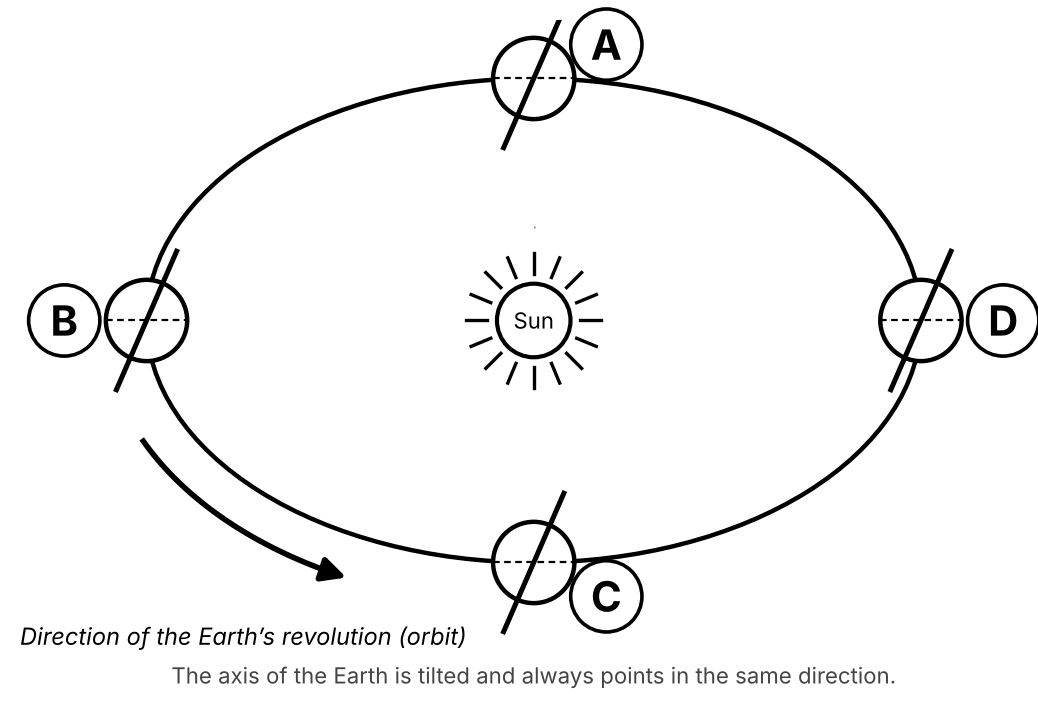 A
B
Sun
D
C
Direction of the Earth's revolution (orbit)
The axis of the Earth is tilted and always points in the same direction.